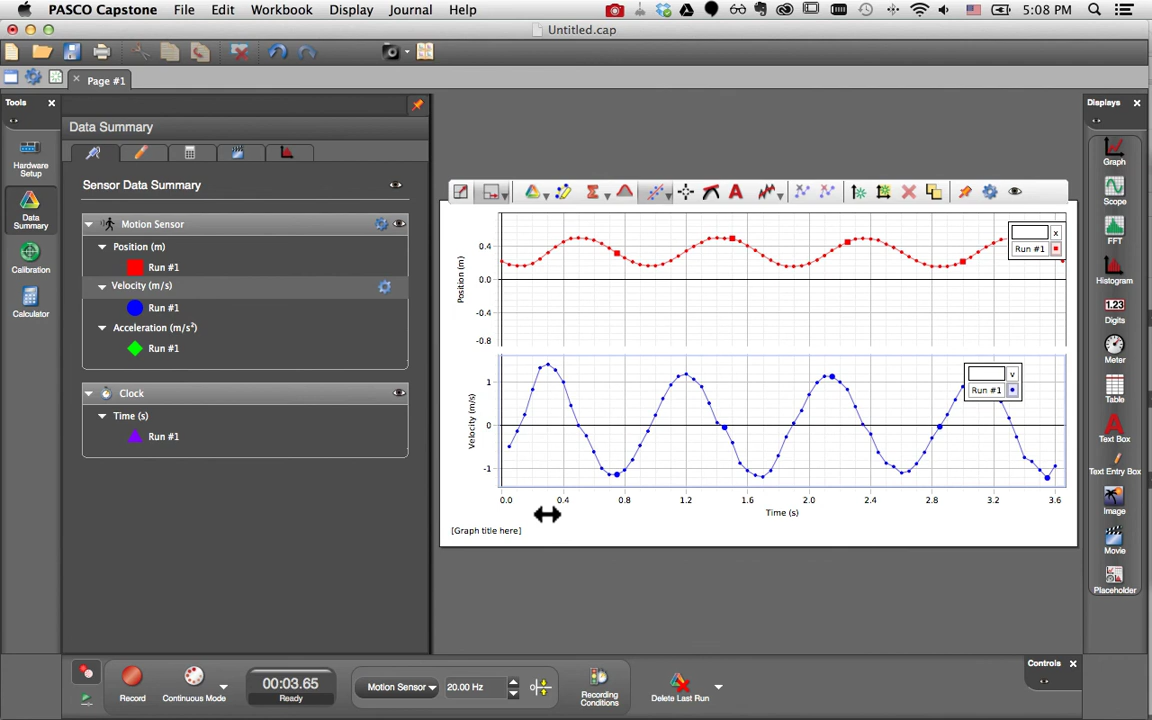 PASCO Capstone File Edit Workbook Display Journal Help 5:08 PM
Untitled.cap
Page #1
Tools
Hardware
Setup
Data
Summary
Calibration
Calculator
Data Summary
Sensor Data Summary
Motion Sensor
Position (m)
Run #1
Velocity (m/s)
Run #1
Acceleration (m/s²)
Run #1
Clock
Time (s)
Run #1
Position (m)
0.4
0.0
-0.4
-0.8
x
Run #1
Velocity (m/s)
1
0
-1
v
Run #1
0.0 0.4 0.8 1.2 1.6 2.0 2.4 2.8 3.2 3.6
Time (s)
[Graph title here]
Displays
Graph
Scope
FFT
Histogram
1.23
Digits
Meter
Table
Text Box
Text Entry Box
Image
Movie
Placeholder
Record
Continuous Mode
00:03.65
Ready
Motion Sensor
20.00 Hz
Recording
Conditions
Delete Last Run
Controls